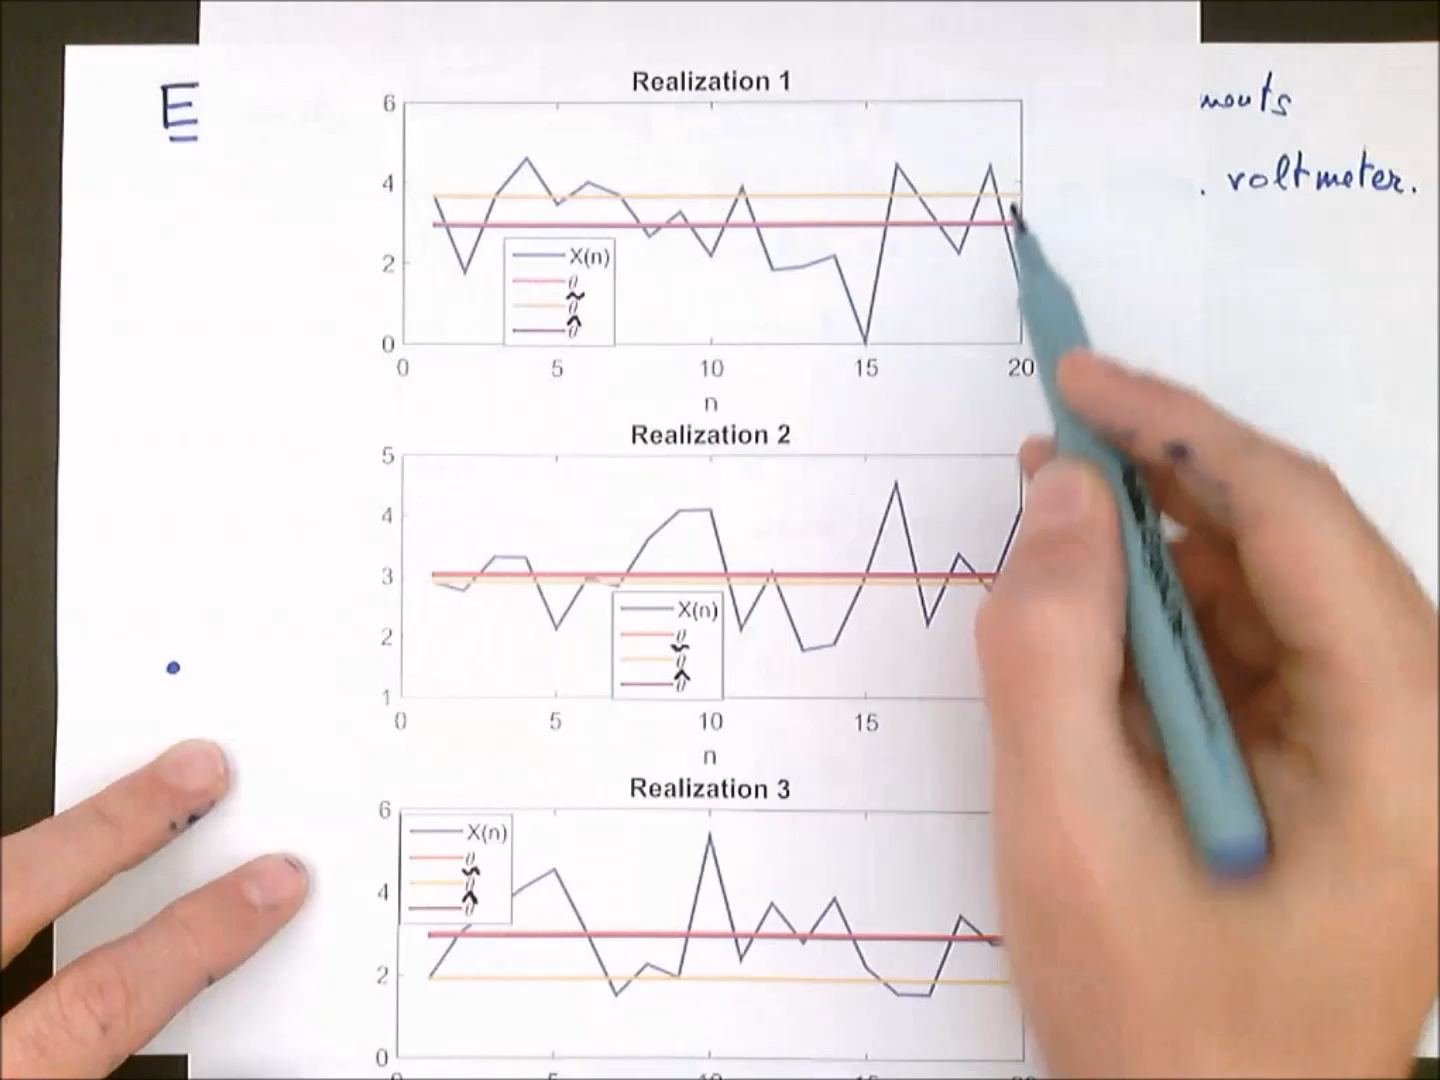 E
ments
. voltmeter.
Realization 1
6
4
2
0
X(n)
θ
θ̃
θ̂
0 5 10 15 20
n
Realization 2
5
4
3
2
1
X(n)
θ
θ̃
θ̂
0 5 10 15
n
Realization 3
6
4
2
0
X(n)
θ
θ̃
θ̂